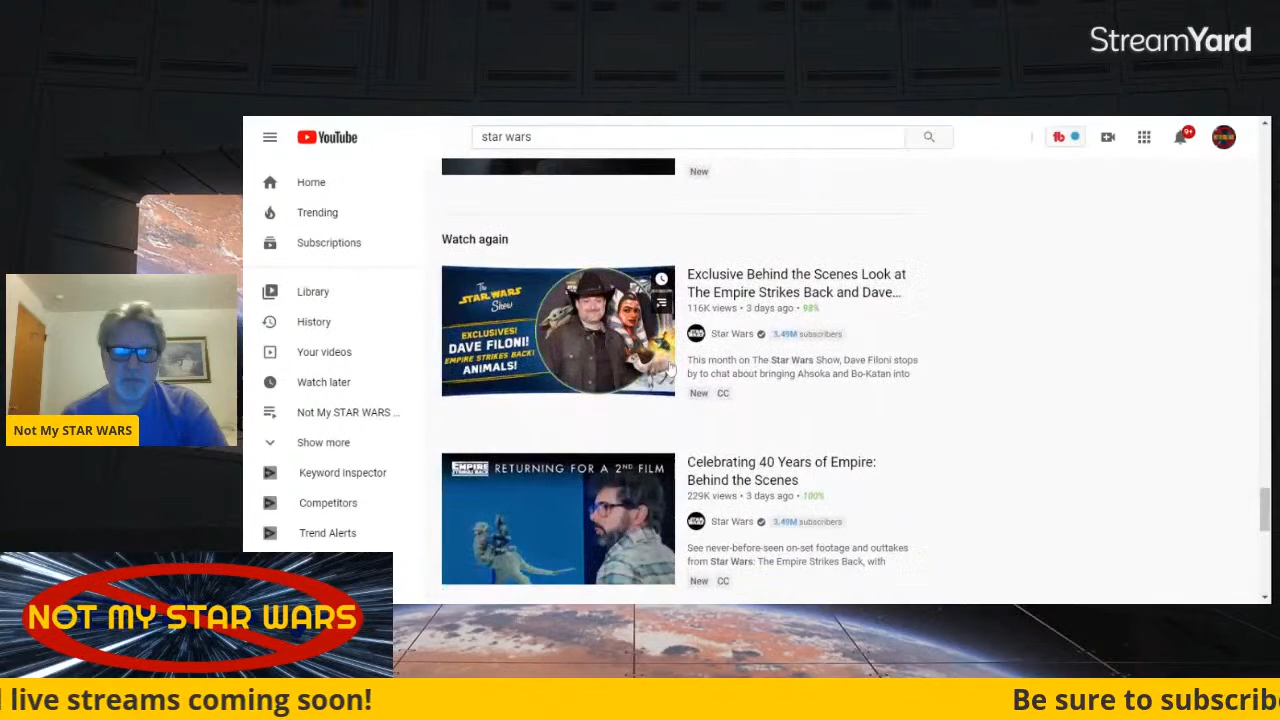 StreamYard
YouTube
star wars
9+
Home
Trending
Subscriptions
Library
History
Your videos
Watch later
Not My STAR WARS ...
Show more
Keyword Inspector
Competitors
Trend Alerts
New
Watch again
The
STAR WARS
Show
EXCLUSIVES!
DAVE FILONI!
EMPIRE STRIKES BACK!
ANIMALS!
Exclusive Behind the Scenes Look at
The Empire Strikes Back and Dave...
116K views • 3 days ago • 98%
Star Wars 3.49M subscribers
This month on The Star Wars Show, Dave Filoni stops
by to chat about bringing Ahsoka and Bo-Katan into
New CC
EMPIRE
STRIKES BACK
RETURNING FOR A 2ND FILM
Celebrating 40 Years of Empire:
Behind the Scenes
229K views • 3 days ago • 100%
Star Wars 3.49M subscribers
See never-before-seen on-set footage and outtakes
from Star Wars: The Empire Strikes Back, with
New CC
Not My STAR WARS
NOT MY STAR WARS
live streams coming soon!
Be sure to subscribe